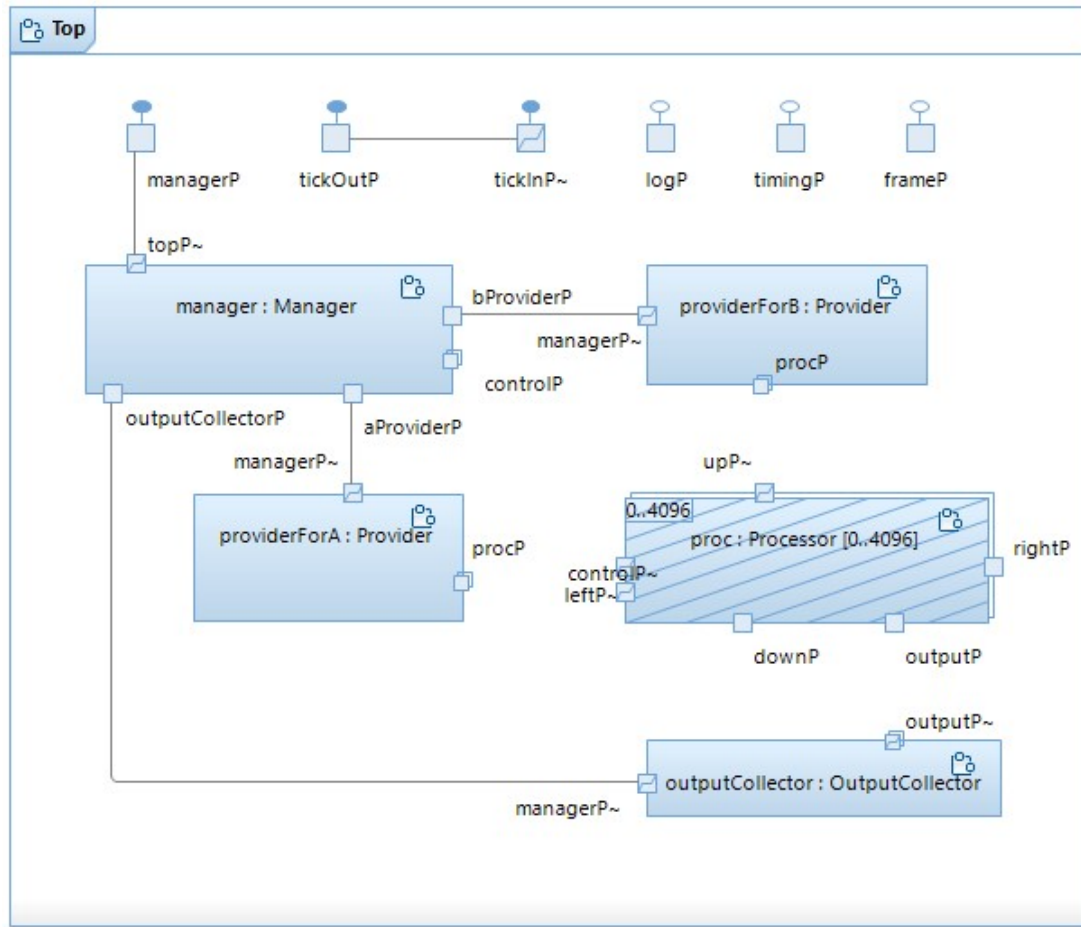 Top
managerP
tickOutP
tickInP~
logP
timingP
frameP
topP~
manager : Manager
bProviderP
providerForB : Provider
managerP~
procP
controlP
outputCollectorP
aProviderP
managerP~
upP~
providerForA : Provider
procP
0..4096
proc : Processor [0..4096]
rightP
controlP~
leftP~
downP
outputP
outputP~
outputCollector : OutputCollector
managerP~